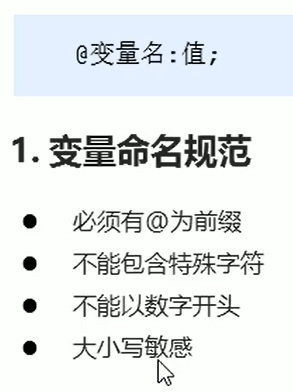 @变量名:值;
1. 变量命名规范
必须有@为前缀
不能包含特殊字符
不能以数字开头
大小写敏感